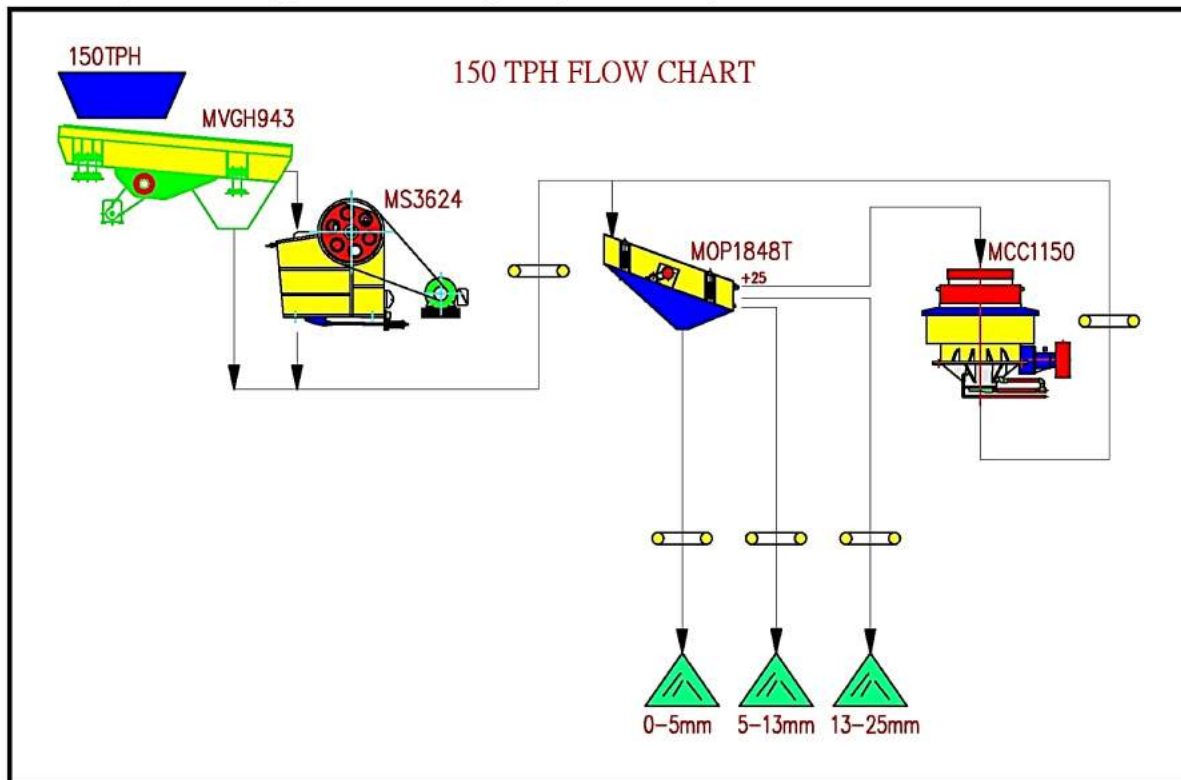 150 TPH FLOW CHART
150TPH
MVGH943
MS3624
MOP1848T
+25
MCC1150
0-5mm
5-13mm
13-25mm